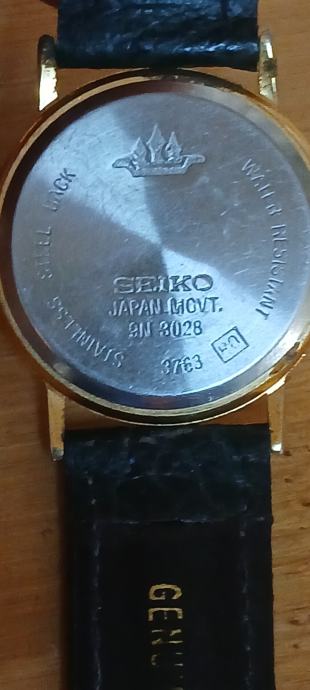 STAINLESS STEEL BACK
WATER RESISTANT
SEIKO
JAPAN MOVT.
9N 3028
3763
GENU